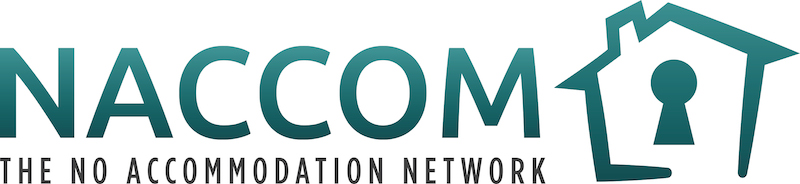 NACCOM
THE NO ACCOMMODATION NETWORK